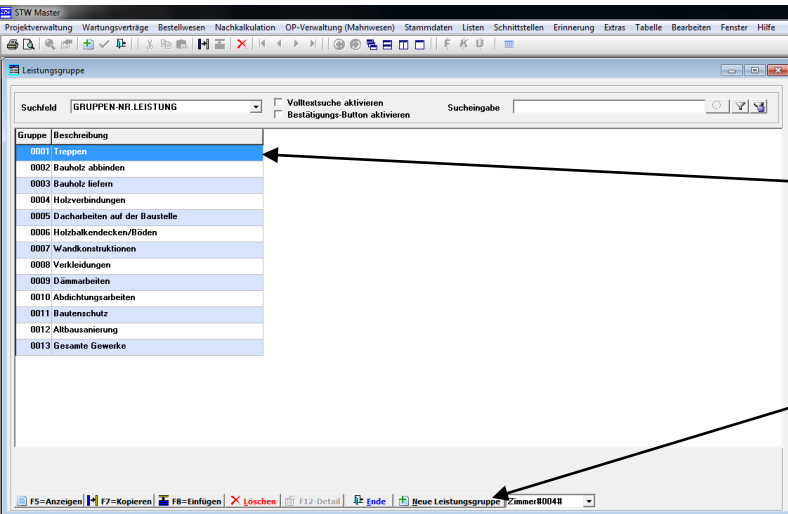 STW Master
Projektverwaltung Wartungsverträge Bestellwesen Nachkalkulation OP-Verwaltung (Mahnwesen) Stammdaten Listen Schnittstellen Erinnerung Extras Tabelle Bearbeiten Fenster Hilfe
F K U
Leistungsgruppe
Suchfeld GRUPPEN-NR.LEISTUNG Volltextsuche aktivieren Sucheingabe
Bestätigungs-Button aktivieren
Gruppe Beschreibung
0001 Treppen
0002 Bauholz abbinden
0003 Bauholz liefern
0004 Holzverbindungen
0005 Dacharbeiten auf der Baustelle
0006 Holzbalkendecken/Böden
0007 Wandkonstruktionen
0008 Verkleidungen
0009 Dämmarbeiten
0010 Abdichtungsarbeiten
0011 Bautenschutz
0012 Altbausanierung
0013 Gesamte Gewerke
F5=Anzeigen F7=Kopieren F8=Einfügen Löschen F12-Detail Ende Neue Leistungsgruppe Zimmer#004#